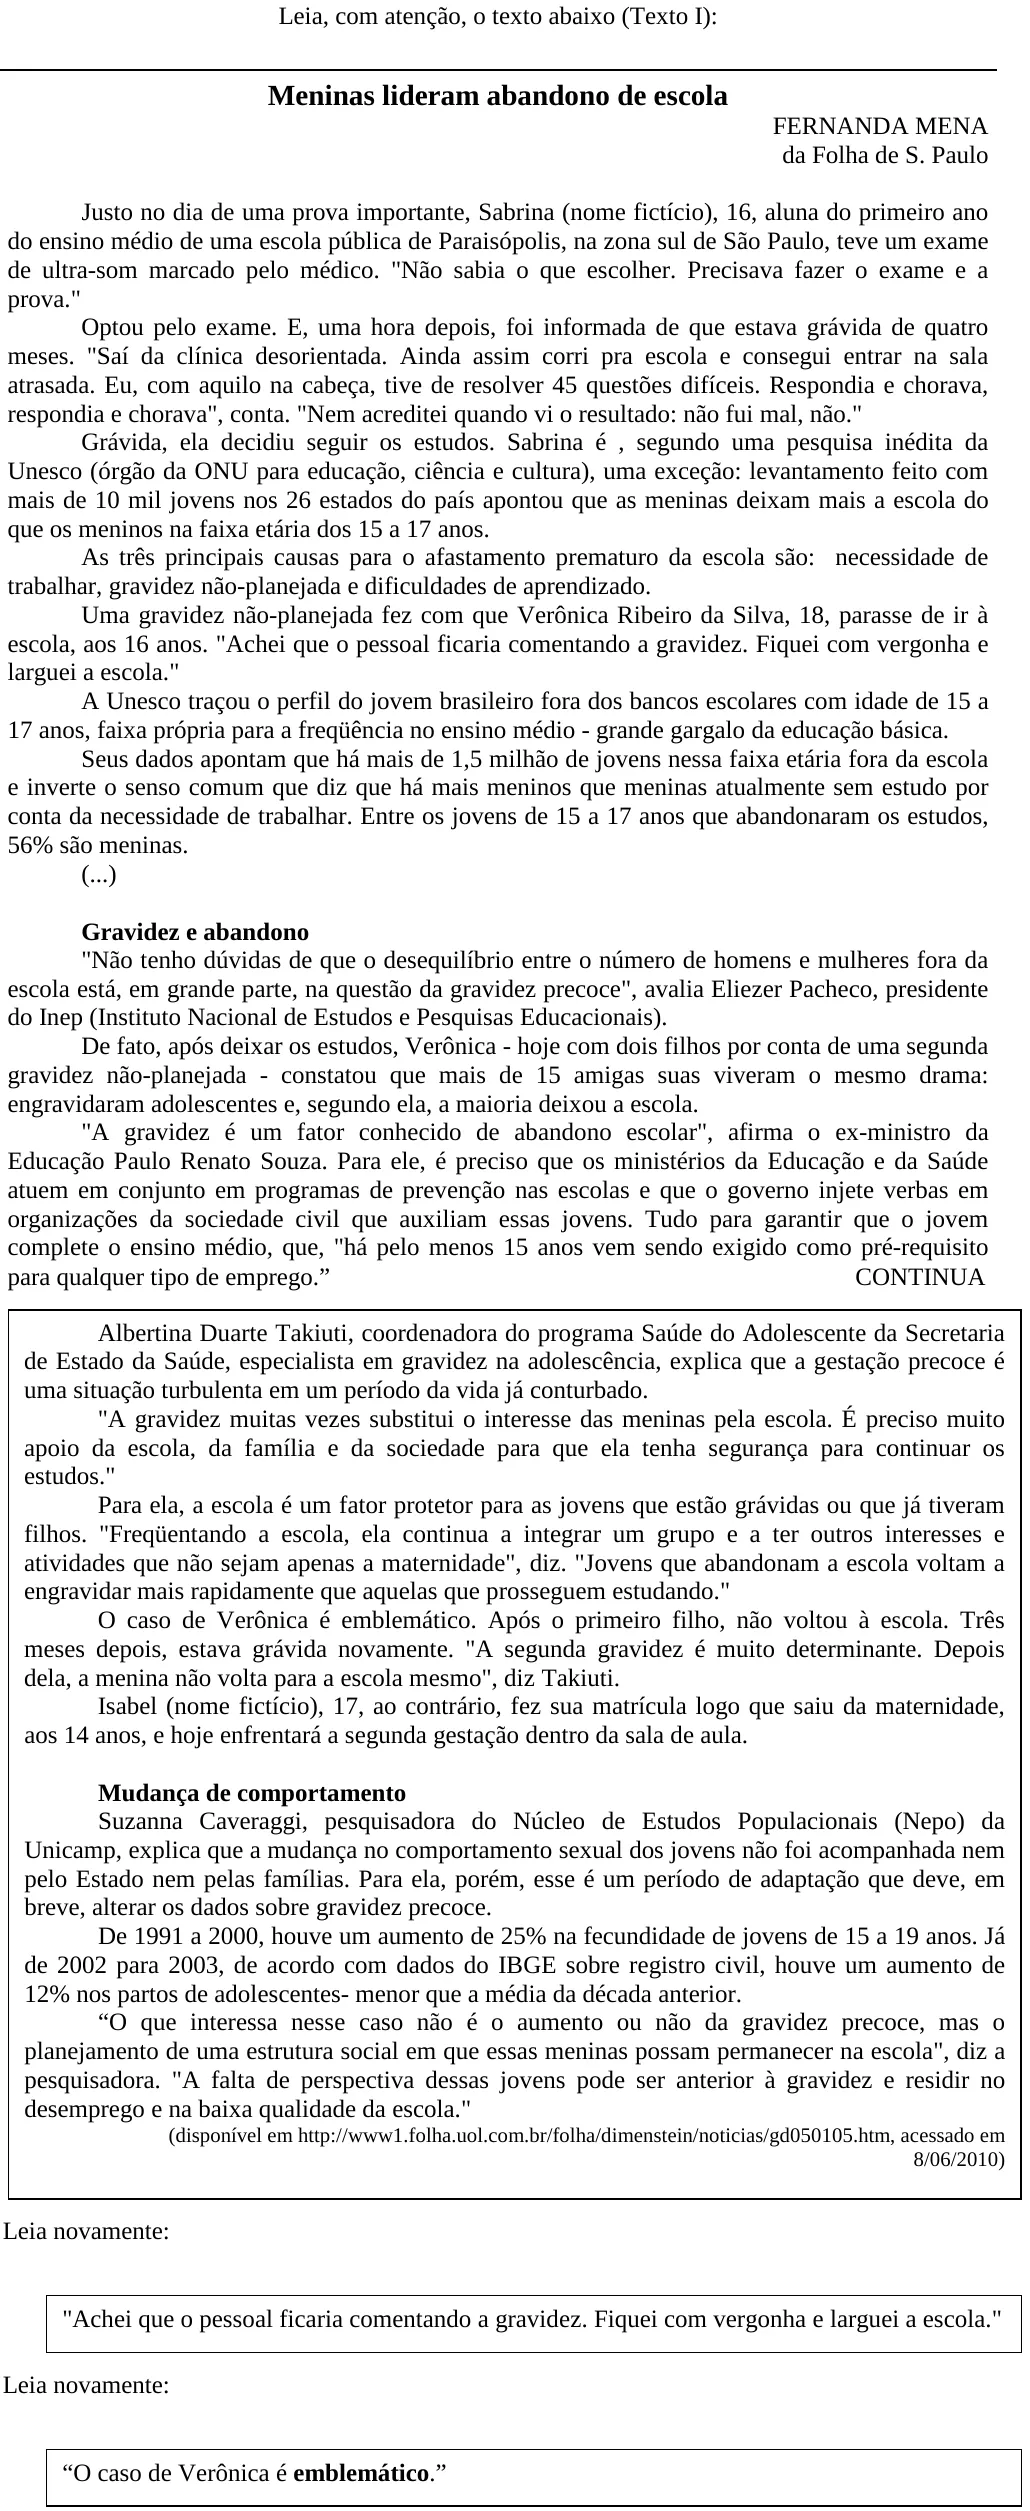 Leia, com atenção, o texto abaixo (Texto I):
Meninas lideram abandono de escola
FERNANDA MENA
da Folha de S. Paulo
Justo no dia de uma prova importante, Sabrina (nome fictício), 16, aluna do primeiro ano
do ensino médio de uma escola pública de Paraisópolis, na zona sul de São Paulo, teve um exame
de ultra-som marcado pelo médico. "Não sabia o que escolher. Precisava fazer o exame e a
prova."
Optou pelo exame. E, uma hora depois, foi informada de que estava grávida de quatro
meses. "Saí da clínica desorientada. Ainda assim corri pra escola e consegui entrar na sala
atrasada. Eu, com aquilo na cabeça, tive de resolver 45 questões difíceis. Respondia e chorava,
respondia e chorava", conta. "Nem acreditei quando vi o resultado: não fui mal, não."
Grávida, ela decidiu seguir os estudos. Sabrina é , segundo uma pesquisa inédita da
Unesco (órgão da ONU para educação, ciência e cultura), uma exceção: levantamento feito com
mais de 10 mil jovens nos 26 estados do país apontou que as meninas deixam mais a escola do
que os meninos na faixa etária dos 15 a 17 anos.
As três principais causas para o afastamento prematuro da escola são:  necessidade de
trabalhar, gravidez não-planejada e dificuldades de aprendizado.
Uma gravidez não-planejada fez com que Verônica Ribeiro da Silva, 18, parasse de ir à
escola, aos 16 anos. "Achei que o pessoal ficaria comentando a gravidez. Fiquei com vergonha e
larguei a escola."
A Unesco traçou o perfil do jovem brasileiro fora dos bancos escolares com idade de 15 a
17 anos, faixa própria para a freqüência no ensino médio - grande gargalo da educação básica.
Seus dados apontam que há mais de 1,5 milhão de jovens nessa faixa etária fora da escola
e inverte o senso comum que diz que há mais meninos que meninas atualmente sem estudo por
conta da necessidade de trabalhar. Entre os jovens de 15 a 17 anos que abandonaram os estudos,
56% são meninas.
(...)
Gravidez e abandono
"Não tenho dúvidas de que o desequilíbrio entre o número de homens e mulheres fora da
escola está, em grande parte, na questão da gravidez precoce", avalia Eliezer Pacheco, presidente
do Inep (Instituto Nacional de Estudos e Pesquisas Educacionais).
De fato, após deixar os estudos, Verônica - hoje com dois filhos por conta de uma segunda
gravidez não-planejada - constatou que mais de 15 amigas suas viveram o mesmo drama:
engravidaram adolescentes e, segundo ela, a maioria deixou a escola.
"A gravidez é um fator conhecido de abandono escolar", afirma o ex-ministro da
Educação Paulo Renato Souza. Para ele, é preciso que os ministérios da Educação e da Saúde
atuem em conjunto em programas de prevenção nas escolas e que o governo injete verbas em
organizações da sociedade civil que auxiliam essas jovens. Tudo para garantir que o jovem
complete o ensino médio, que, "há pelo menos 15 anos vem sendo exigido como pré-requisito
para qualquer tipo de emprego.” CONTINUA
Albertina Duarte Takiuti, coordenadora do programa Saúde do Adolescente da Secretaria
de Estado da Saúde, especialista em gravidez na adolescência, explica que a gestação precoce é
uma situação turbulenta em um período da vida já conturbado.
"A gravidez muitas vezes substitui o interesse das meninas pela escola. É preciso muito
apoio da escola, da família e da sociedade para que ela tenha segurança para continuar os
estudos."
Para ela, a escola é um fator protetor para as jovens que estão grávidas ou que já tiveram
filhos. "Freqüentando a escola, ela continua a integrar um grupo e a ter outros interesses e
atividades que não sejam apenas a maternidade", diz. "Jovens que abandonam a escola voltam a
engravidar mais rapidamente que aquelas que prosseguem estudando."
O caso de Verônica é emblemático. Após o primeiro filho, não voltou à escola. Três
meses depois, estava grávida novamente. "A segunda gravidez é muito determinante. Depois
dela, a menina não volta para a escola mesmo", diz Takiuti.
Isabel (nome fictício), 17, ao contrário, fez sua matrícula logo que saiu da maternidade,
aos 14 anos, e hoje enfrentará a segunda gestação dentro da sala de aula.
Mudança de comportamento
Suzanna Caveraggi, pesquisadora do Núcleo de Estudos Populacionais (Nepo) da
Unicamp, explica que a mudança no comportamento sexual dos jovens não foi acompanhada nem
pelo Estado nem pelas famílias. Para ela, porém, esse é um período de adaptação que deve, em
breve, alterar os dados sobre gravidez precoce.
De 1991 a 2000, houve um aumento de 25% na fecundidade de jovens de 15 a 19 anos. Já
de 2002 para 2003, de acordo com dados do IBGE sobre registro civil, houve um aumento de
12% nos partos de adolescentes- menor que a média da década anterior.
“O que interessa nesse caso não é o aumento ou não da gravidez precoce, mas o
planejamento de uma estrutura social em que essas meninas possam permanecer na escola", diz a
pesquisadora. "A falta de perspectiva dessas jovens pode ser anterior à gravidez e residir no
desemprego e na baixa qualidade da escola."
(disponível em http://www1.folha.uol.com.br/folha/dimenstein/noticias/gd050105.htm, acessado em
8/06/2010)
Leia novamente:
"Achei que o pessoal ficaria comentando a gravidez. Fiquei com vergonha e larguei a escola."
Leia novamente:
“O caso de Verônica é emblemático.”